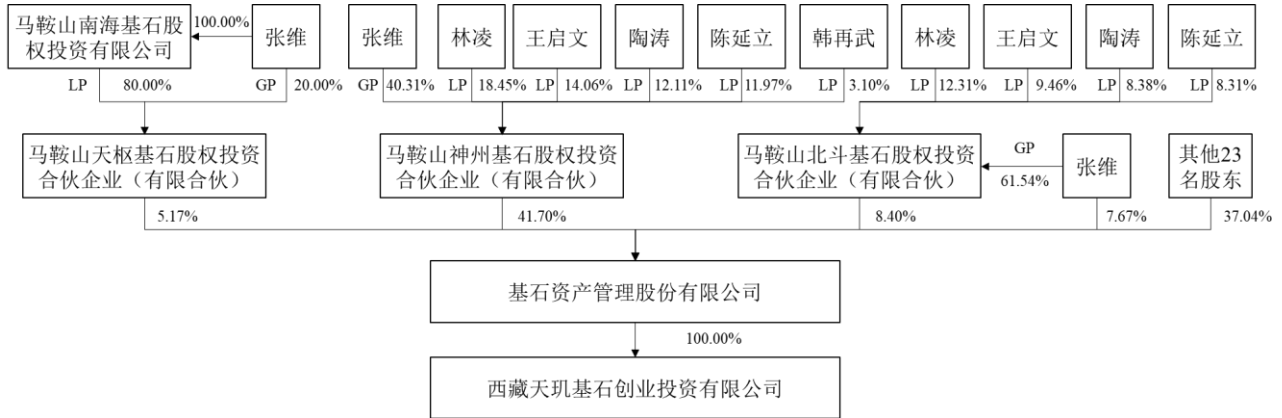 马鞍山南海基石股
权投资有限公司
100.00%
张维
张维
林凌
王启文
陶涛
陈延立
韩再武
林凌
王启文
陶涛
陈延立
LP
80.00%
GP
20.00%
GP
40.31%
LP
18.45%
LP
14.06%
LP
12.11%
LP
11.97%
LP
3.10%
LP
12.31%
LP
9.46%
LP
8.38%
LP
8.31%
马鞍山天枢基石股权投资
合伙企业（有限合伙）
马鞍山神州基石股权投资
合伙企业（有限合伙）
马鞍山北斗基石股权投资
合伙企业（有限合伙）
GP
61.54%
张维
其他23
名股东
5.17%
41.70%
8.40%
7.67%
37.04%
基石资产管理股份有限公司
100.00%
西藏天玑基石创业投资有限公司